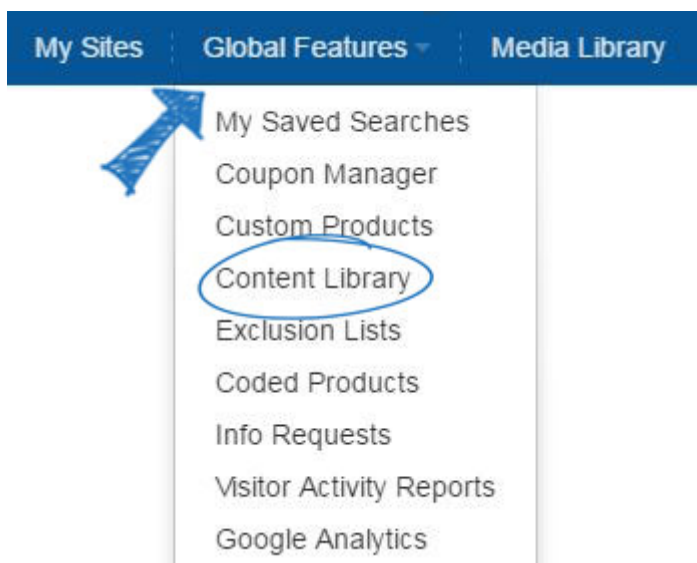 My Sites Global Features Media Library
My Saved Searches
Coupon Manager
Custom Products
Content Library
Exclusion Lists
Coded Products
Info Requests
Visitor Activity Reports
Google Analytics